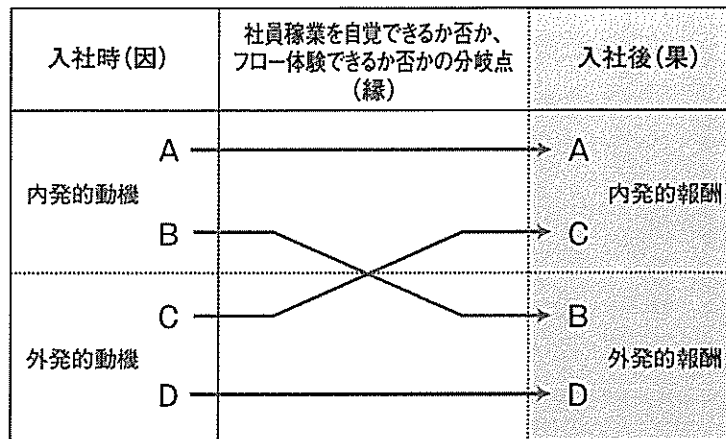 入社時(因)
社員稼業を自覚できるか否か、
フロー体験できるか否かの分岐点
(縁)
入社後(果)
A
A
内発的動機
内発的報酬
B
C
C
B
外発的動機
外発的報酬
D
D